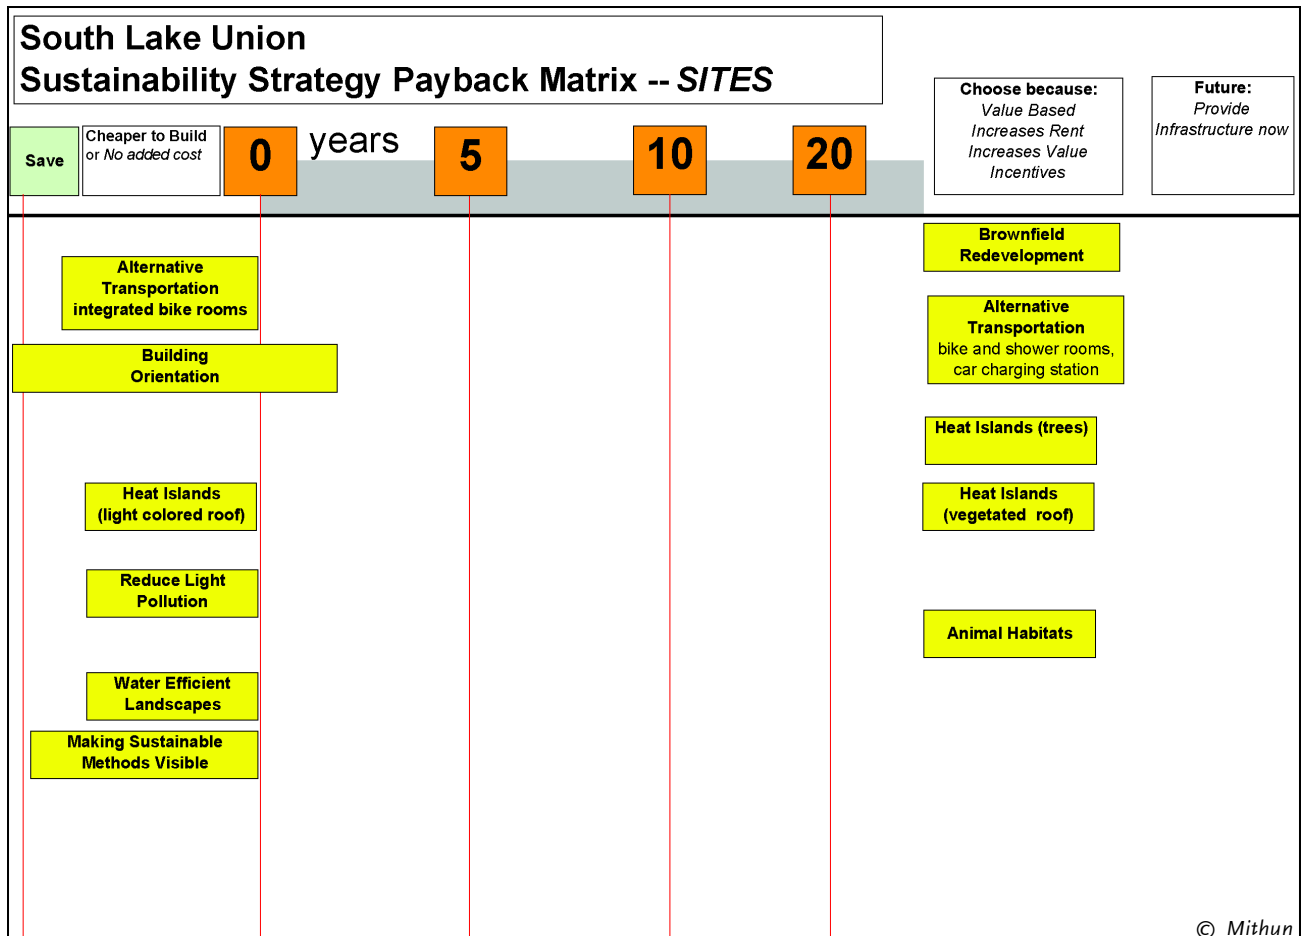 South Lake Union
Sustainability Strategy Payback Matrix -- SITES
Choose because:
Value Based
Increases Rent
Increases Value
Incentives
Future:
Provide
Infrastructure now
Save
Cheaper to Build
or No added cost
0
years
5
10
20
Brownfield
Redevelopment
Alternative
Transportation
integrated bike rooms
Alternative
Transportation
bike and shower rooms,
car charging station
Building
Orientation
Heat Islands (trees)
Heat Islands
(light colored roof)
Heat Islands
(vegetated roof)
Reduce Light
Pollution
Animal Habitats
Water Efficient
Landscapes
Making Sustainable
Methods Visible
© Mithun